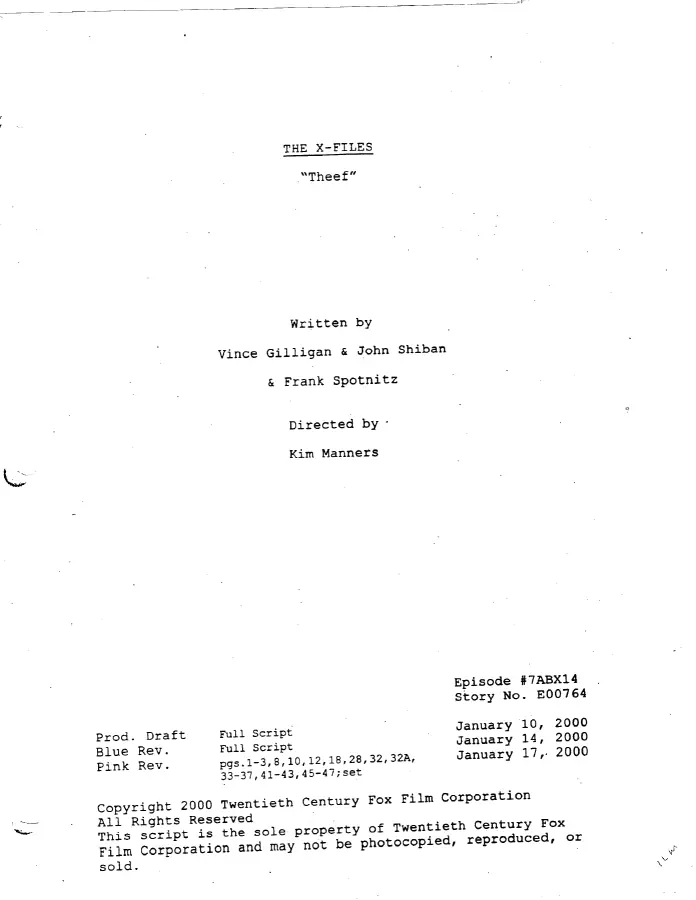 THE X-FILES
"Theef"
Written by
Vince Gilligan & John Shiban
& Frank Spotnitz
Directed by
Kim Manners
Episode #7ABX14
Story No. E00764
Prod. Draft Full Script January 10, 2000
Blue Rev. Full Script January 14, 2000
Pink Rev. pgs.1-3,8,10,12,18,28,32,32A, January 17, 2000
33-37,41-43,45-47;set
Copyright 2000 Twentieth Century Fox Film Corporation
All Rights Reserved
This script is the sole property of Twentieth Century Fox
Film Corporation and may not be photocopied, reproduced, or
sold.